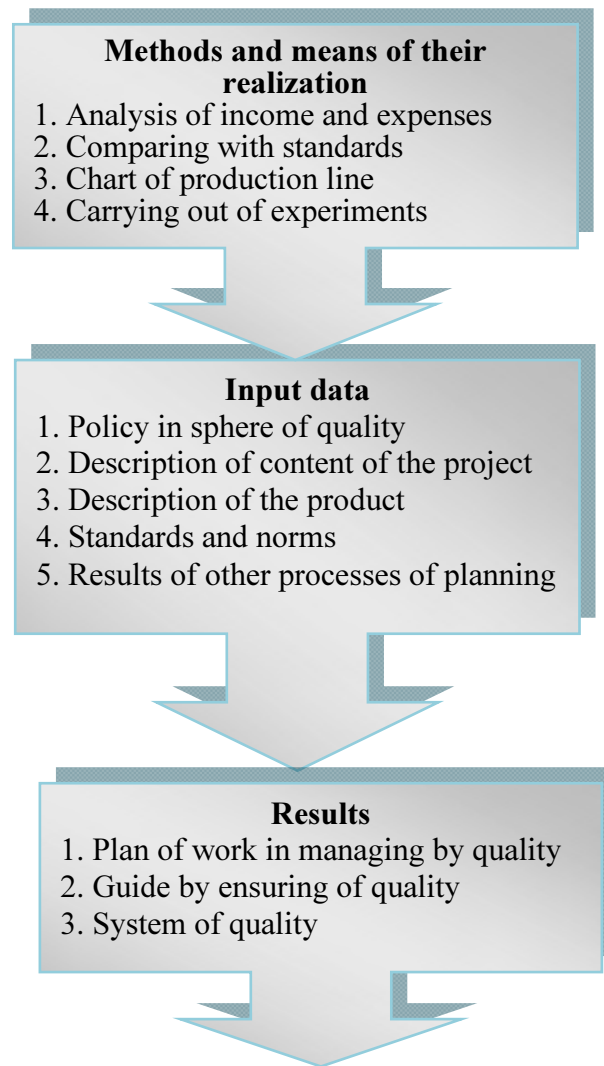 Methods and means of their
realization
1. Analysis of income and expenses
2. Comparing with standards
3. Chart of production line
4. Carrying out of experiments
Input data
1. Policy in sphere of quality
2. Description of content of the project
3. Description of the product
4. Standards and norms
5. Results of other processes of planning
Results
1. Plan of work in managing by quality
2. Guide by ensuring of quality
3. System of quality